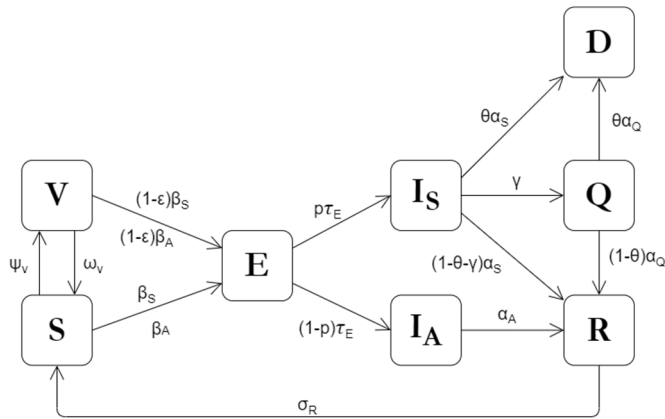 D
θα_S
θα_Q
V
(1-ε)β_S
(1-ε)β_A
I_S
pτ_E
γ
Q
ψ_v
ω_v
E
(1-θ-γ)α_S
(1-θ)α_Q
S
β_S
β_A
(1-p)τ_E
I_A
α_A
R
σ_R